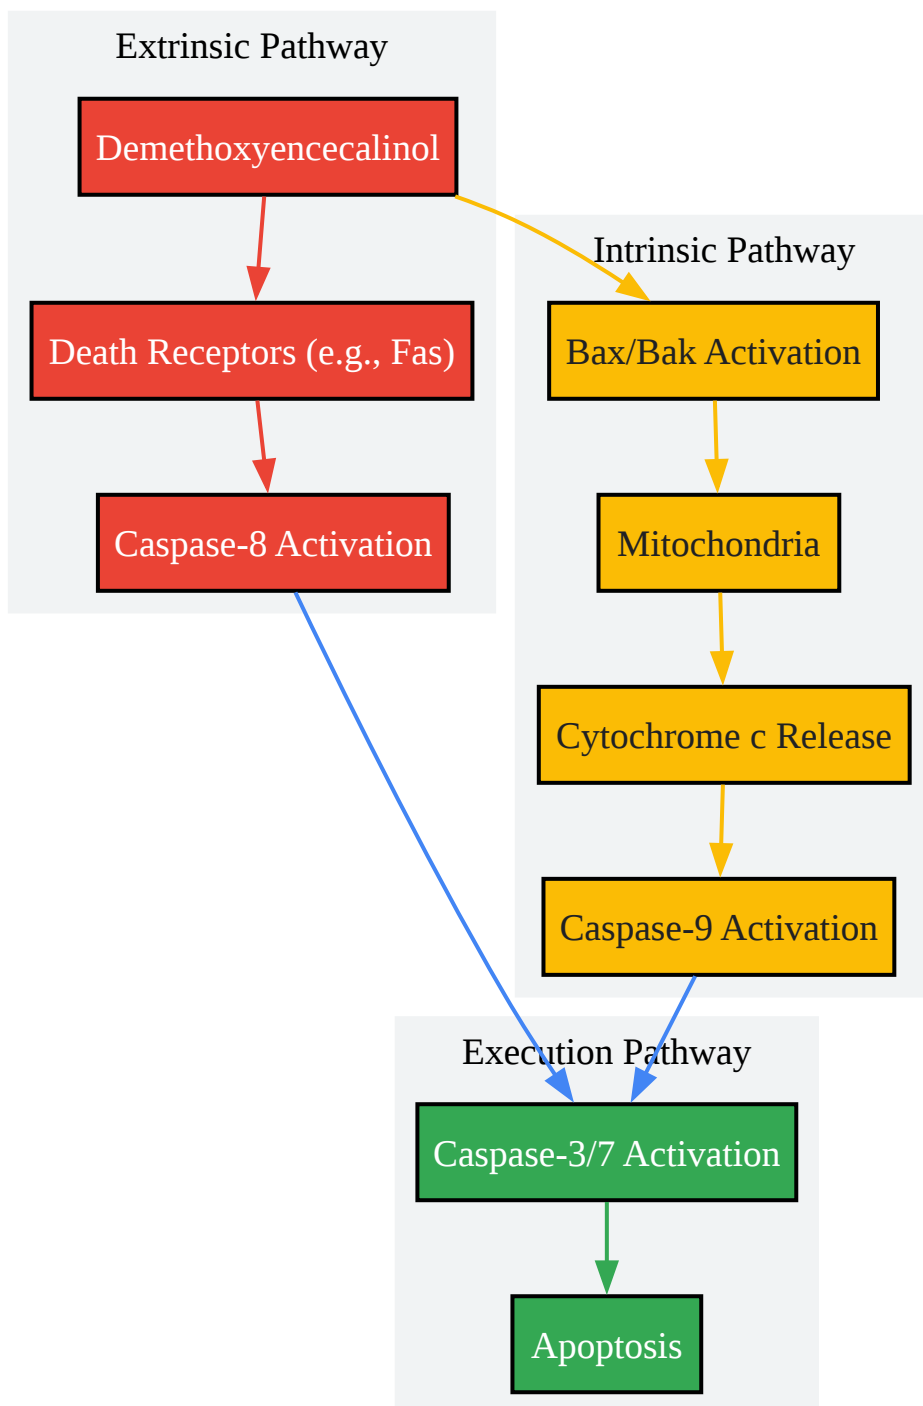 Extrinsic Pathway
Demethoxyencecalinol
Death Receptors (e.g., Fas)
Caspase-8 Activation
Intrinsic Pathway
Bax/Bak Activation
Mitochondria
Cytochrome c Release
Caspase-9 Activation
Execution Pathway
Caspase-3/7 Activation
Apoptosis